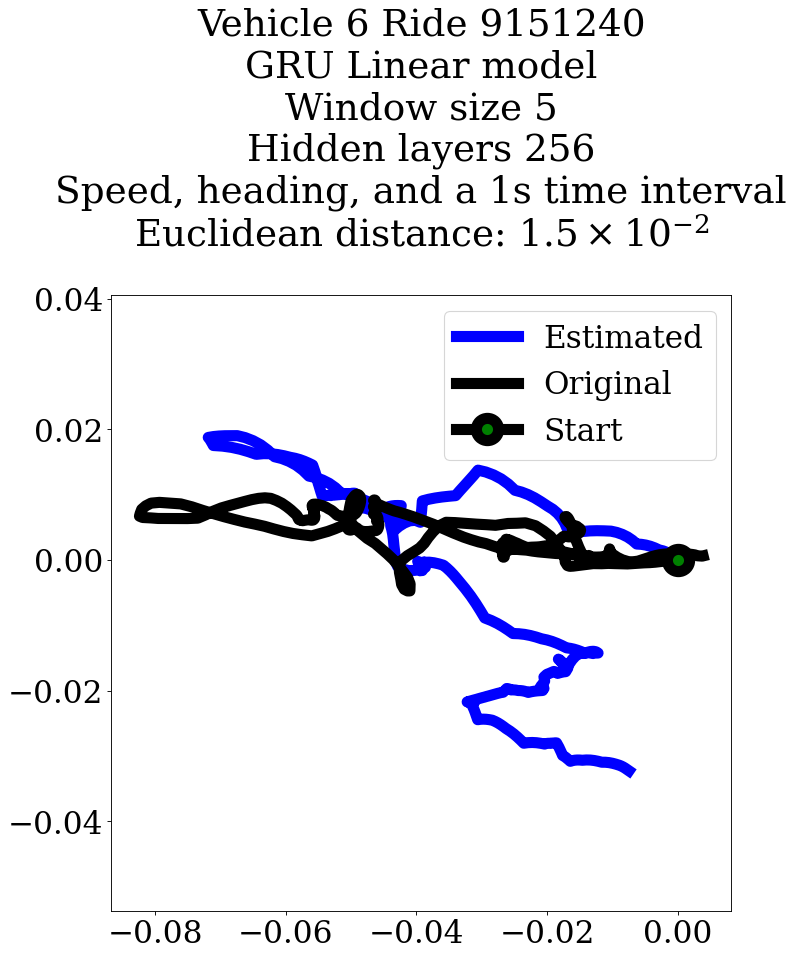 Vehicle 6 Ride 9151240
GRU Linear model
Window size 5
Hidden layers 256
Speed, heading, and a 1s time interval
Euclidean distance: 1.5 × 10⁻²
Estimated
Original
Start
0.04
0.02
0.00
−0.02
−0.04
−0.08
−0.06
−0.04
−0.02
0.00